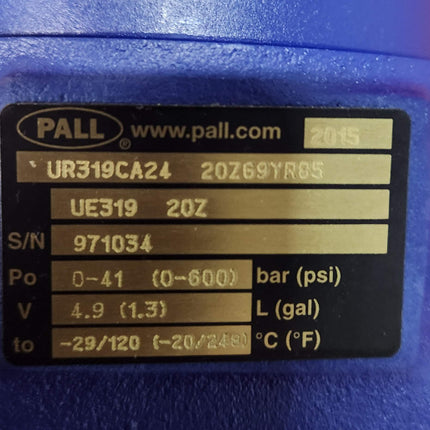 PALL ® www.pall.com 2015
UR319CA24 20Z69YR8S
UE319 20Z
S/N 971034
Po 0-41 (0-600) bar (psi)
V 4.9 (1.3) L (gal)
to -29/120 (-20/248) °C (°F)